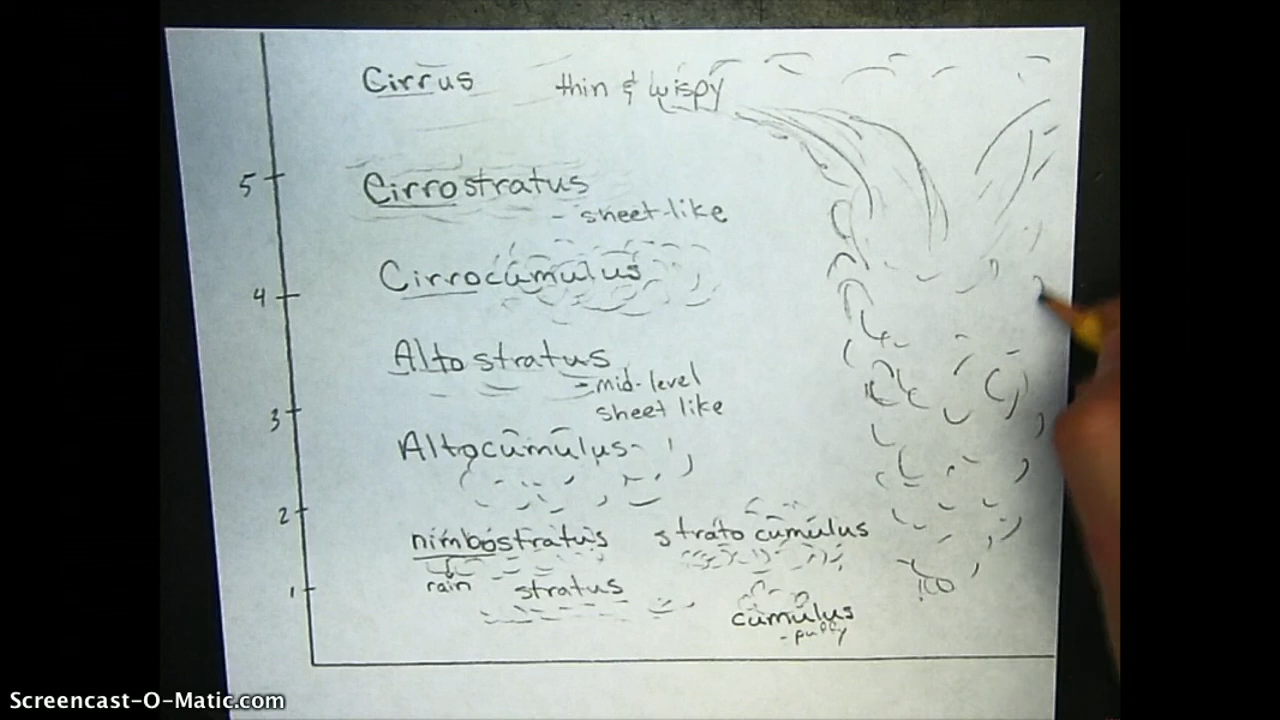 Cirrus thin & wispy
5
Cirrostratus
- sheet-like
Cirrocumulus
4
Altostratus
- mid-level
sheet like
3
Altocumulus
2
nimbostratus stratocumulus
rain stratus
1
cumulus
- puffy
Screencast-O-Matic.com